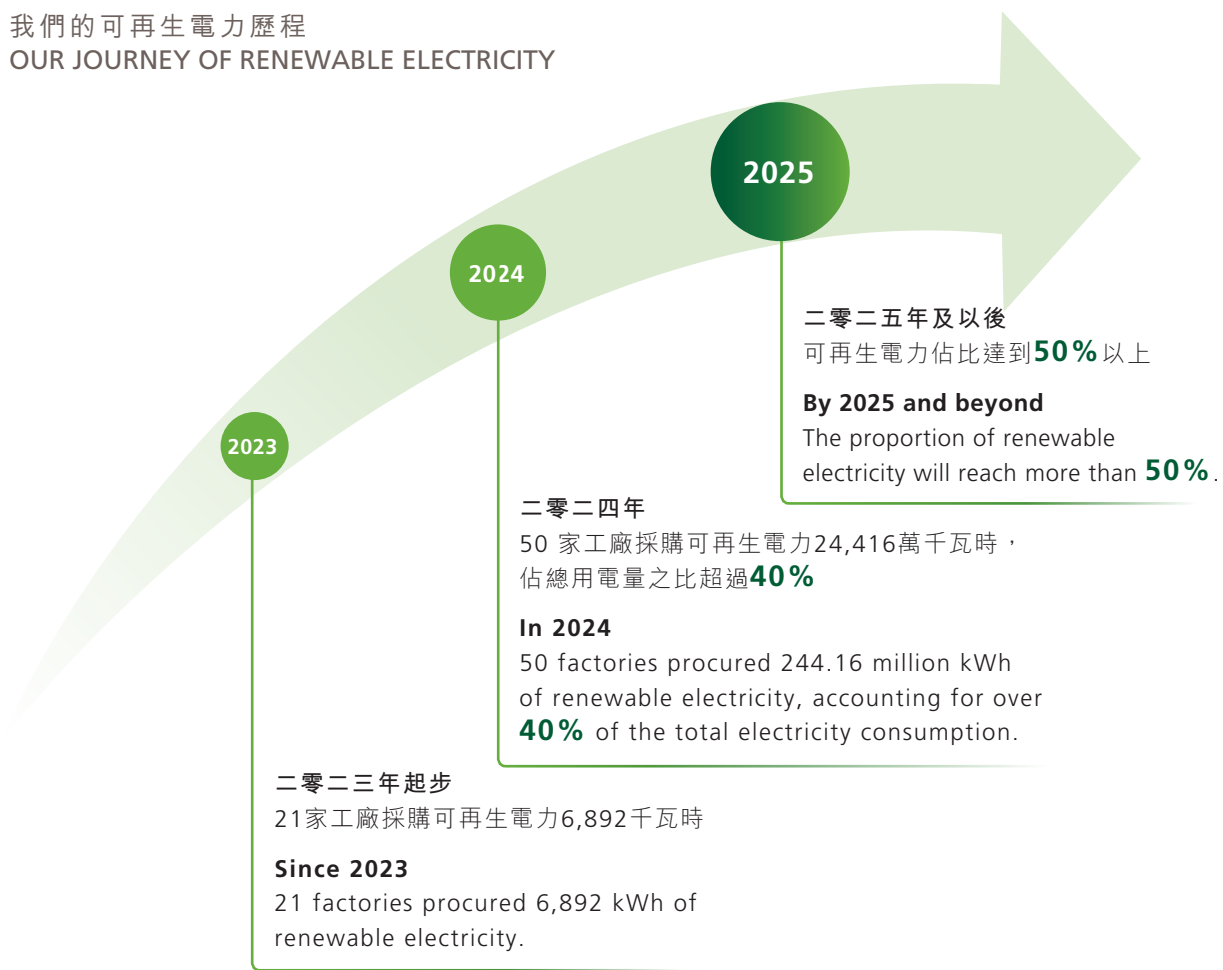 我們的可再生電力歷程
OUR JOURNEY OF RENEWABLE ELECTRICITY
2025
2024
2023
二零二五年及以後
可再生電力佔比達到50%以上
By 2025 and beyond
The proportion of renewable
electricity will reach more than 50%.
二零二四年
50 家工廠採購可再生電力24,416萬千瓦時，
佔總用電量之比超過40%
In 2024
50 factories procured 244.16 million kWh
of renewable electricity, accounting for over
40% of the total electricity consumption.
二零二三年起步
21家工廠採購可再生電力6,892千瓦時
Since 2023
21 factories procured 6,892 kWh of
renewable electricity.